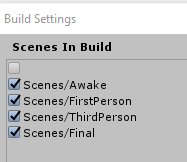 Build Settings
Scenes In Build
Scenes/Awake
Scenes/FirstPerson
Scenes/ThirdPerson
Scenes/Final